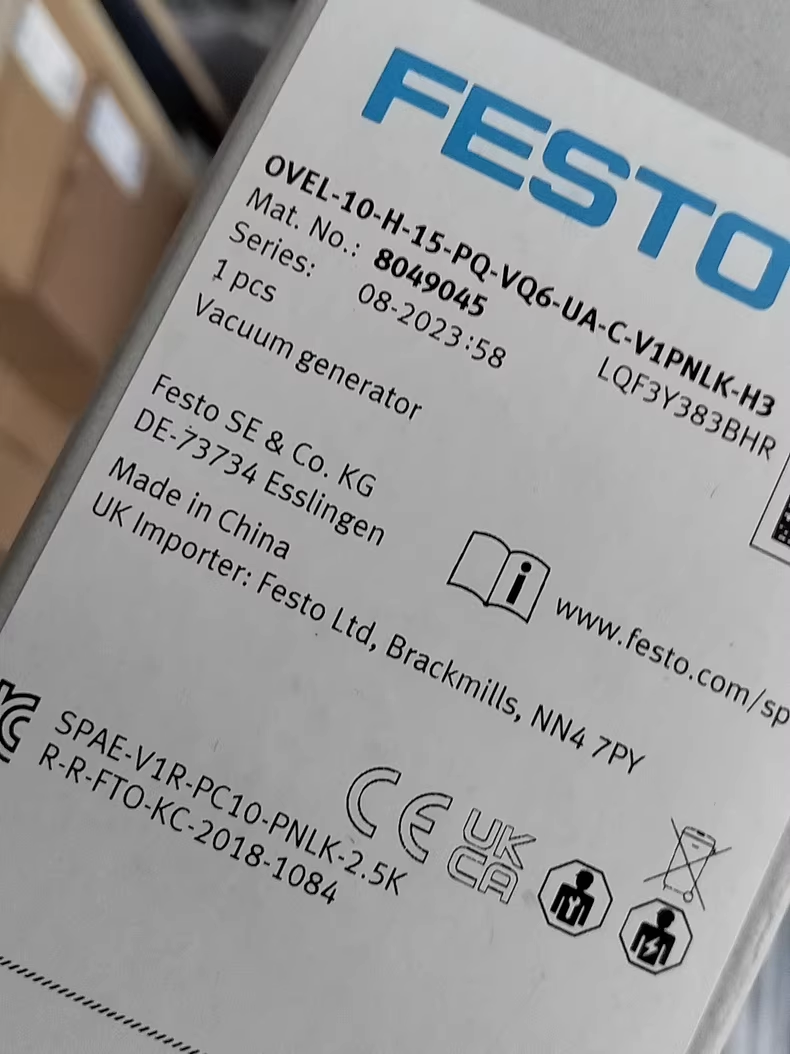 FESTO
OVEL-10-H-15-PQ-VQ6-UA-C-V1PNLK-H3
Mat. No.: 8049045
LQF3Y383BHR
Series: 08-2023:58
1 pcs
Vacuum generator
Festo SE & Co. KG
DE-73734 Esslingen
Made in China
UK Importer: Festo Ltd, Brackmills, NN4 7PY
www.festo.com/sp
SPAE-V1R-PC10-PNLK-2.5K
R-R-FTO-KC-2018-1084
CE
UK
CA